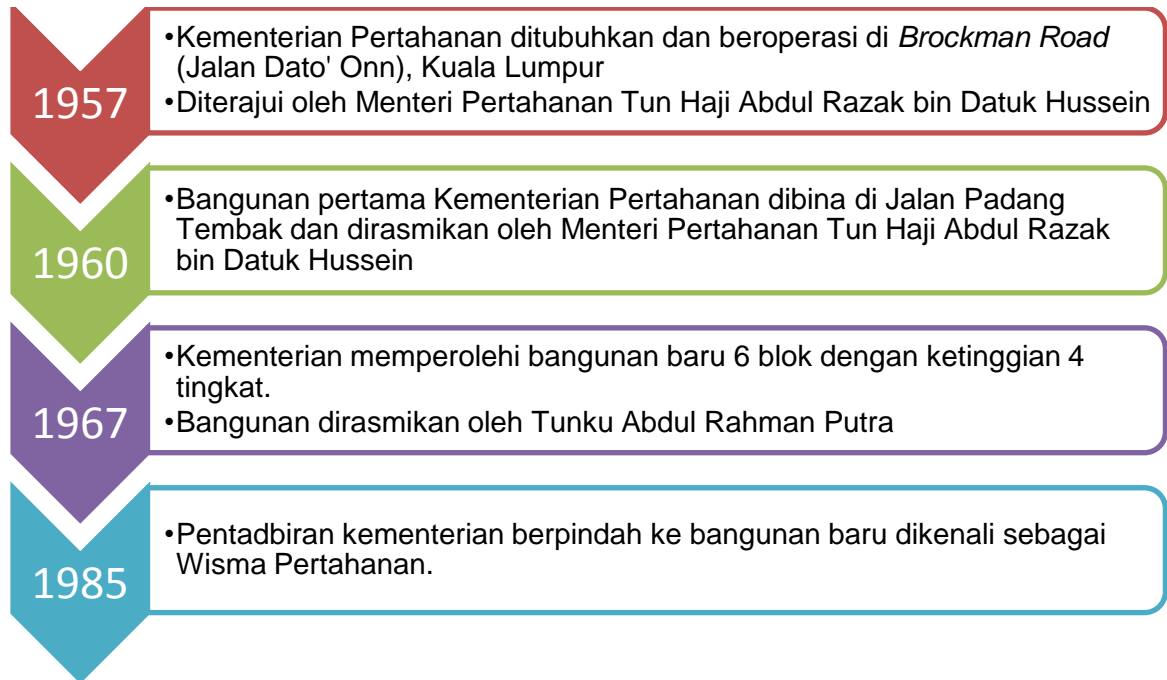 1957
•Kementerian Pertahanan ditubuhkan dan beroperasi di Brockman Road
(Jalan Dato' Onn), Kuala Lumpur
•Diterajui oleh Menteri Pertahanan Tun Haji Abdul Razak bin Datuk Hussein
1960
•Bangunan pertama Kementerian Pertahanan dibina di Jalan Padang
Tembak dan dirasmikan oleh Menteri Pertahanan Tun Haji Abdul Razak
bin Datuk Hussein
1967
•Kementerian memperolehi bangunan baru 6 blok dengan ketinggian 4
tingkat.
•Bangunan dirasmikan oleh Tunku Abdul Rahman Putra
1985
•Pentadbiran kementerian berpindah ke bangunan baru dikenali sebagai
Wisma Pertahanan.